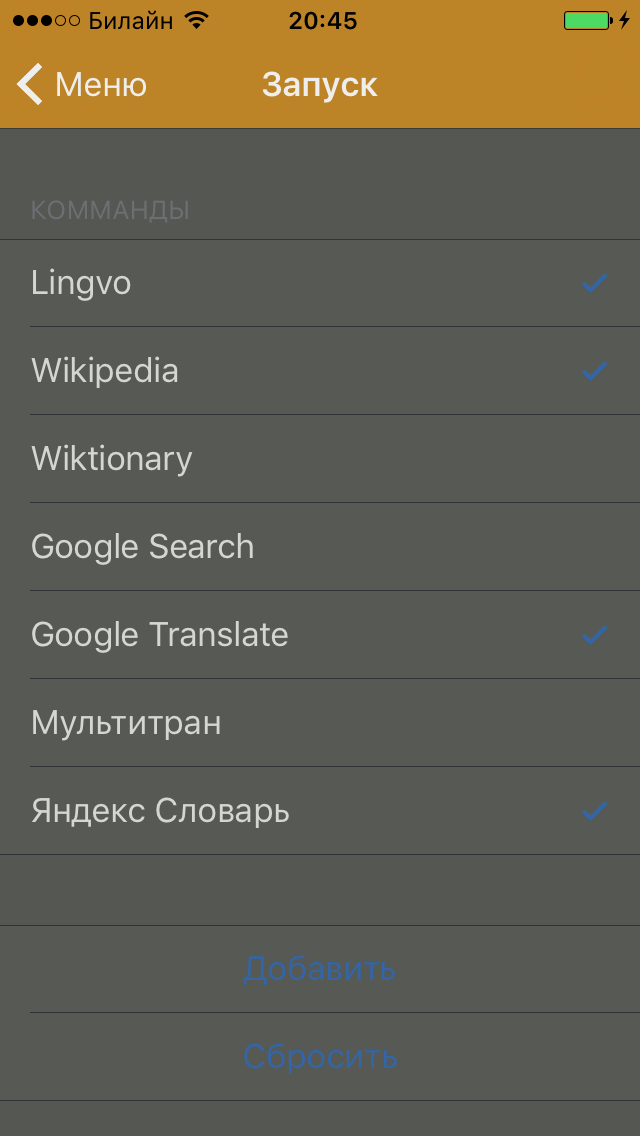 Билайн 20:45
Меню Запуск
КОММАНДЫ
Lingvo
Wikipedia
Wiktionary
Google Search
Google Translate
Мультитран
Яндекс Словарь
Добавить
Сбросить